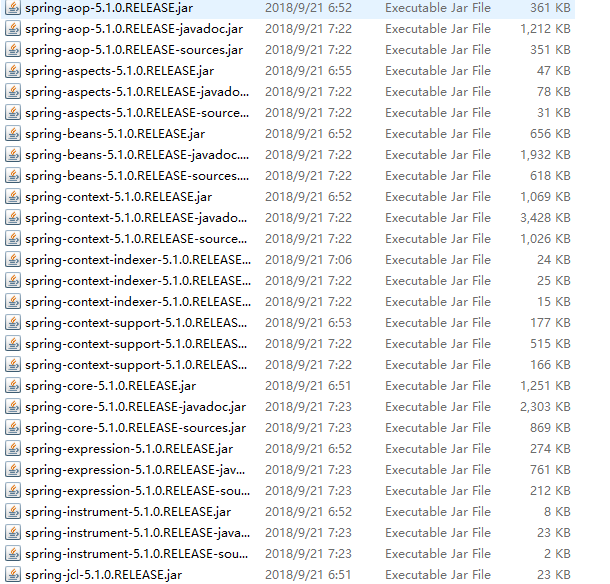 spring-aop-5.1.0.RELEASE.jar 2018/9/21 6:52 Executable Jar File 361 KB
spring-aop-5.1.0.RELEASE-javadoc.jar 2018/9/21 7:22 Executable Jar File 1,212 KB
spring-aop-5.1.0.RELEASE-sources.jar 2018/9/21 7:22 Executable Jar File 351 KB
spring-aspects-5.1.0.RELEASE.jar 2018/9/21 6:55 Executable Jar File 47 KB
spring-aspects-5.1.0.RELEASE-javado... 2018/9/21 7:22 Executable Jar File 78 KB
spring-aspects-5.1.0.RELEASE-source... 2018/9/21 7:22 Executable Jar File 31 KB
spring-beans-5.1.0.RELEASE.jar 2018/9/21 6:52 Executable Jar File 656 KB
spring-beans-5.1.0.RELEASE-javadoc.... 2018/9/21 7:22 Executable Jar File 1,932 KB
spring-beans-5.1.0.RELEASE-sources.... 2018/9/21 7:22 Executable Jar File 618 KB
spring-context-5.1.0.RELEASE.jar 2018/9/21 6:52 Executable Jar File 1,069 KB
spring-context-5.1.0.RELEASE-javado... 2018/9/21 7:22 Executable Jar File 3,428 KB
spring-context-5.1.0.RELEASE-source... 2018/9/21 7:22 Executable Jar File 1,026 KB
spring-context-indexer-5.1.0.RELEASE... 2018/9/21 7:06 Executable Jar File 24 KB
spring-context-indexer-5.1.0.RELEASE... 2018/9/21 7:22 Executable Jar File 25 KB
spring-context-indexer-5.1.0.RELEASE... 2018/9/21 7:22 Executable Jar File 15 KB
spring-context-support-5.1.0.RELEAS... 2018/9/21 6:53 Executable Jar File 177 KB
spring-context-support-5.1.0.RELEAS... 2018/9/21 7:22 Executable Jar File 515 KB
spring-context-support-5.1.0.RELEAS... 2018/9/21 7:22 Executable Jar File 166 KB
spring-core-5.1.0.RELEASE.jar 2018/9/21 6:51 Executable Jar File 1,251 KB
spring-core-5.1.0.RELEASE-javadoc.jar 2018/9/21 7:23 Executable Jar File 2,303 KB
spring-core-5.1.0.RELEASE-sources.jar 2018/9/21 7:23 Executable Jar File 869 KB
spring-expression-5.1.0.RELEASE.jar 2018/9/21 6:52 Executable Jar File 274 KB
spring-expression-5.1.0.RELEASE-jav... 2018/9/21 7:23 Executable Jar File 761 KB
spring-expression-5.1.0.RELEASE-sou... 2018/9/21 7:23 Executable Jar File 212 KB
spring-instrument-5.1.0.RELEASE.jar 2018/9/21 6:52 Executable Jar File 8 KB
spring-instrument-5.1.0.RELEASE-java... 2018/9/21 7:23 Executable Jar File 23 KB
spring-instrument-5.1.0.RELEASE-sou... 2018/9/21 7:23 Executable Jar File 2 KB
spring-jcl-5.1.0.RELEASE.jar 2018/9/21 6:51 Executable Jar File 23 KB